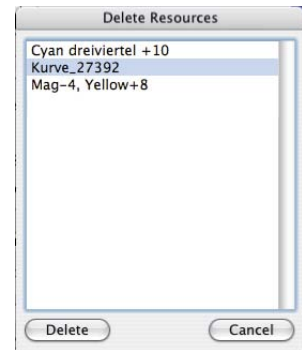 Delete Resources
Cyan dreiviertel +10
Kurve_27392
Mag-4, Yellow+8
Delete
Cancel